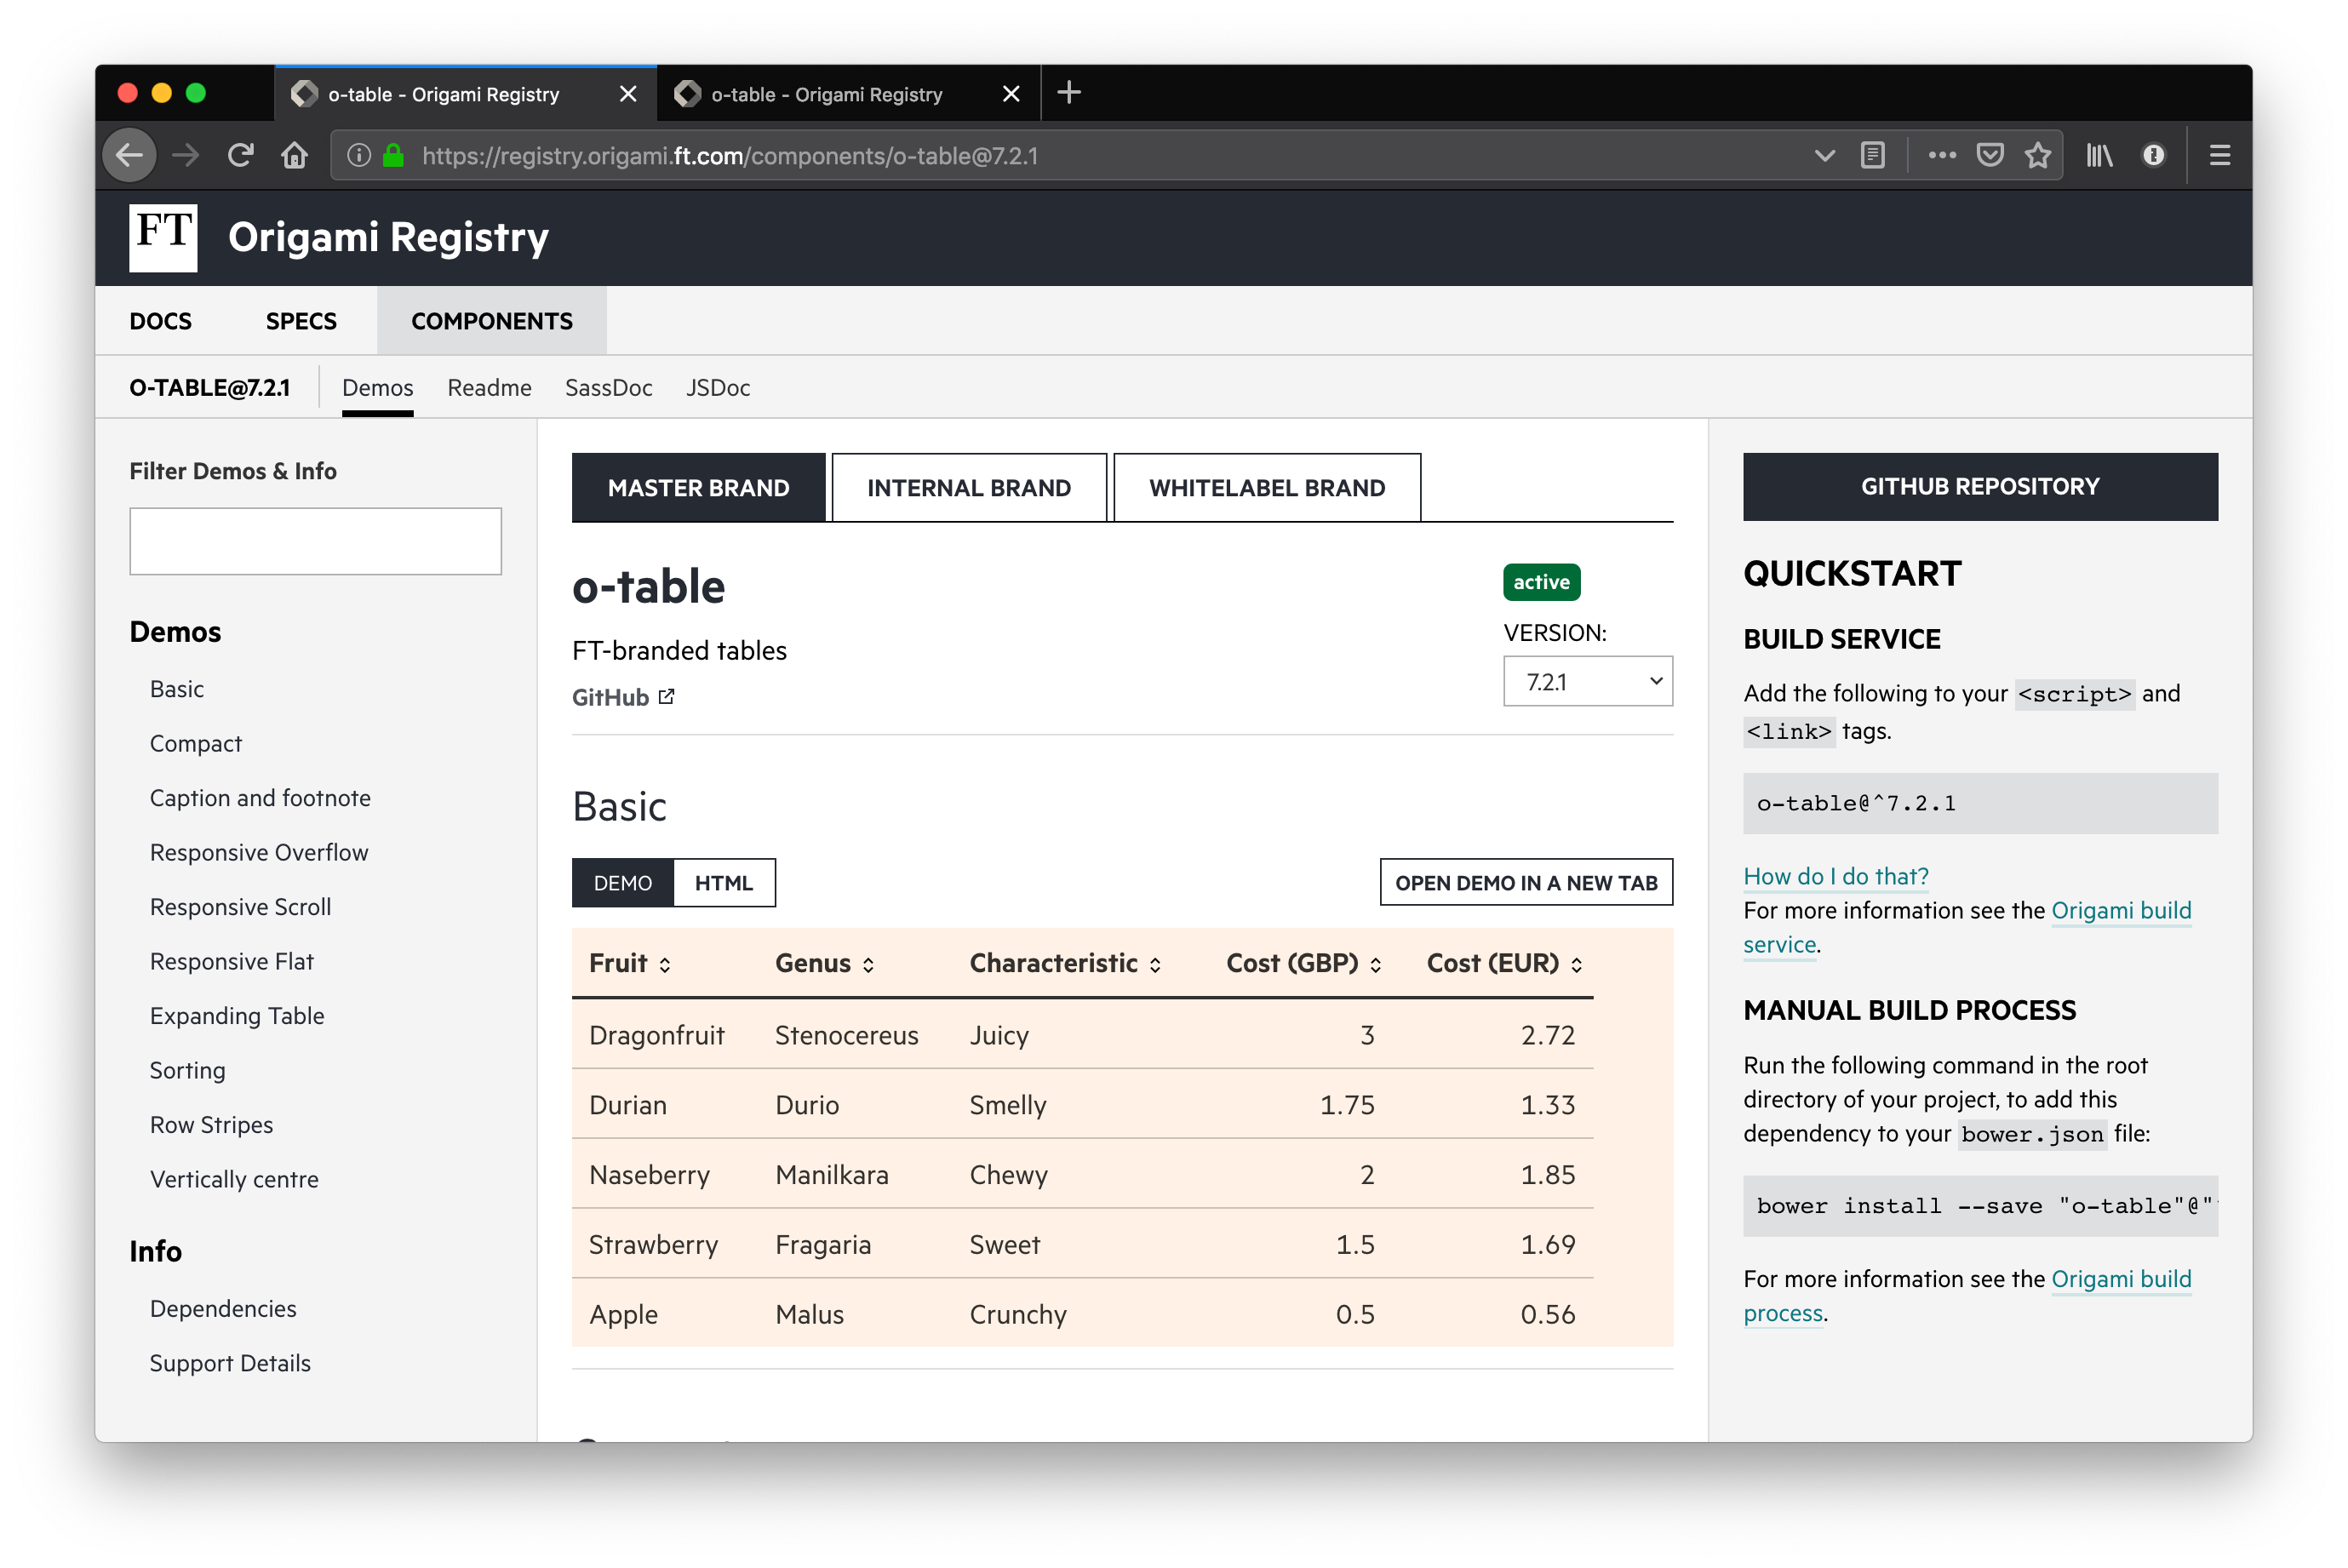 o-table - Origami Registry
o-table - Origami Registry
https://registry.origami.ft.com/components/o-table@7.2.1
FT
Origami Registry
DOCS SPECS COMPONENTS
O-TABLE@7.2.1 Demos Readme SassDoc JSDoc
Filter Demos & Info
Demos
Basic
Compact
Caption and footnote
Responsive Overflow
Responsive Scroll
Responsive Flat
Expanding Table
Sorting
Row Stripes
Vertically centre
Info
Dependencies
Support Details
MASTER BRAND INTERNAL BRAND WHITELABEL BRAND
o-table
FT-branded tables
GitHub
active
VERSION:
7.2.1
Basic
DEMO HTML
OPEN DEMO IN A NEW TAB
Fruit Genus Characteristic Cost (GBP) Cost (EUR)
Dragonfruit Stenocereus Juicy 3 2.72
Durian Durio Smelly 1.75 1.33
Naseberry Manilkara Chewy 2 1.85
Strawberry Fragaria Sweet 1.5 1.69
Apple Malus Crunchy 0.5 0.56
GITHUB REPOSITORY
QUICKSTART
BUILD SERVICE
Add the following to your <script> and
<link> tags.
o-table@^7.2.1
How do I do that?
For more information see the Origami build
service.
MANUAL BUILD PROCESS
Run the following command in the root
directory of your project, to add this
dependency to your bower.json file:
bower install --save "o-table"@"
For more information see the Origami build
process.